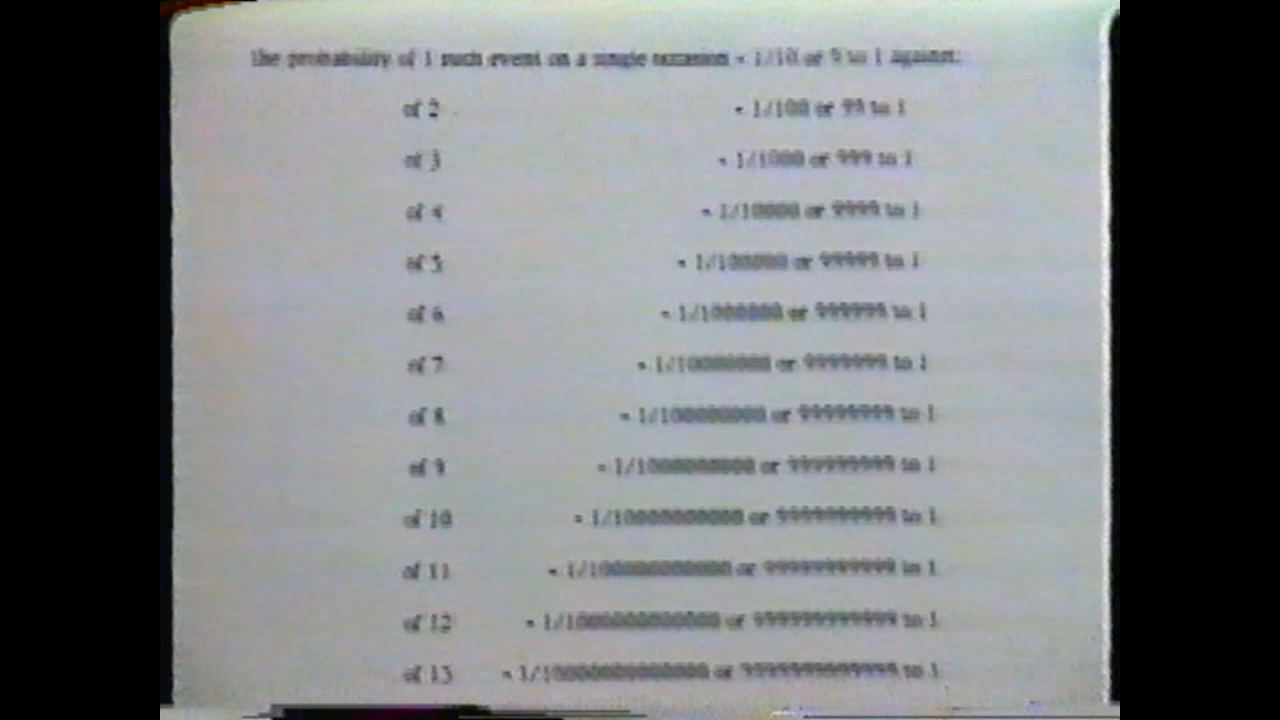 The probability of 1 such event on a single occasion = 1/10 or 9 to 1 against:
of 2 = 1/100 or 99 to 1
of 3 = 1/1000 or 999 to 1
of 4 = 1/10000 or 9999 to 1
of 5 = 1/100000 or 99999 to 1
of 6 = 1/1000000 or 999999 to 1
of 7 = 1/10000000 or 9999999 to 1
of 8 = 1/100000000 or 99999999 to 1
of 9 = 1/1000000000 or 999999999 to 1
of 10 = 1/10000000000 or 9999999999 to 1
of 11 = 1/100000000000 or 99999999999 to 1
of 12 = 1/1000000000000 or 999999999999 to 1
of 13 = 1/10000000000000 or 9999999999999 to 1